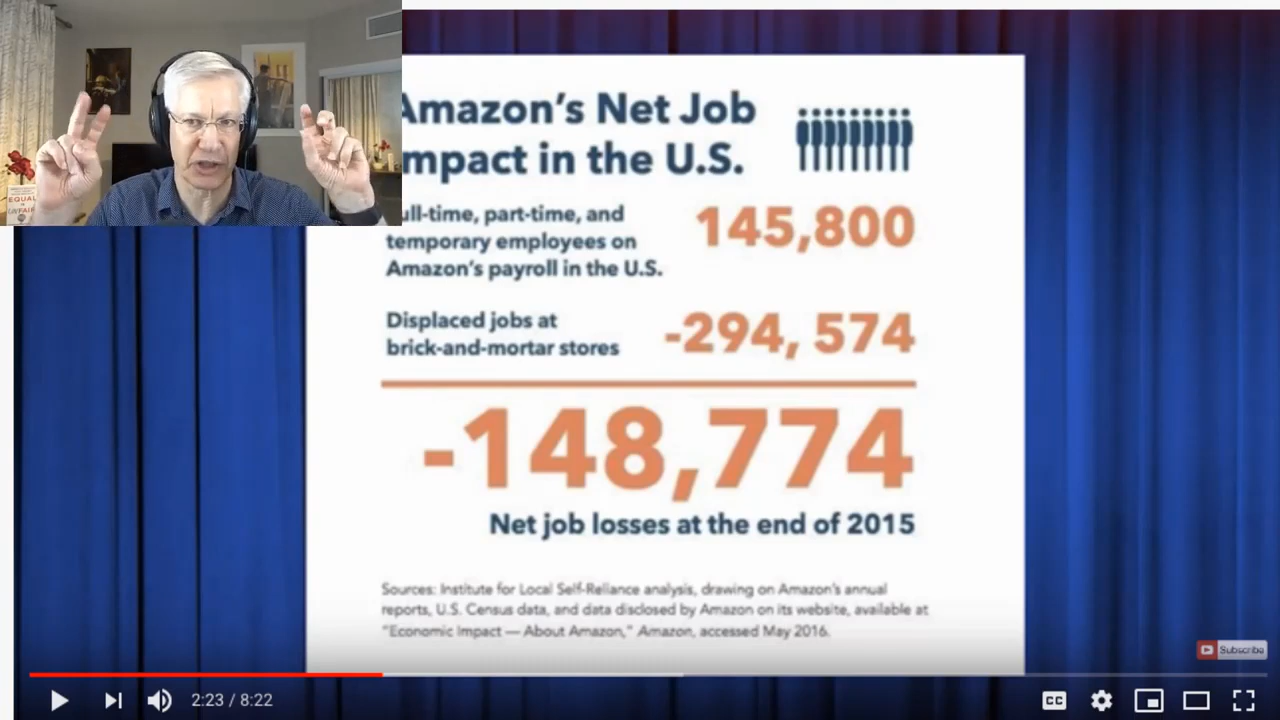 EQUAL
UNFAIR
Amazon's Net Job
mpact in the U.S.
ull-time, part-time, and
temporary employees on
Amazon's payroll in the U.S.
145,800
Displaced jobs at
brick-and-mortar stores
-294, 574
-148,774
Net job losses at the end of 2015
Sources: Institute for Local Self-Reliance analysis, drawing on Amazon's annual
reports, U.S. Census data, and data disclosed by Amazon on its website, available at
“Economic Impact — About Amazon,” Amazon, accessed May 2016.
Subscribe
2:23 / 8:22
CC